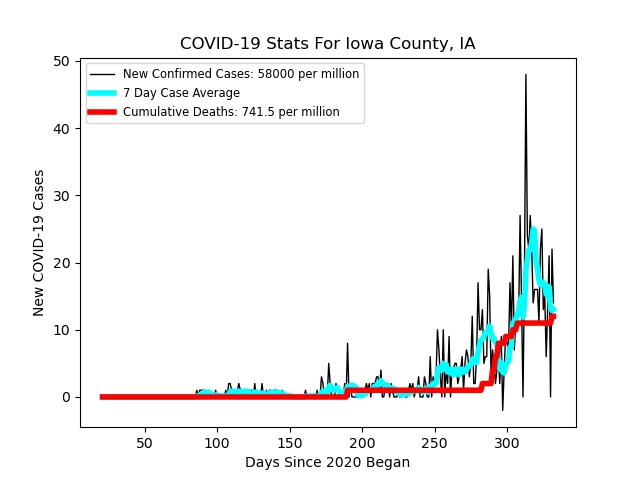 COVID-19 Stats For Iowa County, IA
New Confirmed Cases: 58000 per million
7 Day Case Average
Cumulative Deaths: 741.5 per million
New COVID-19 Cases
50
40
30
20
10
0
50 100 150 200 250 300
Days Since 2020 Began